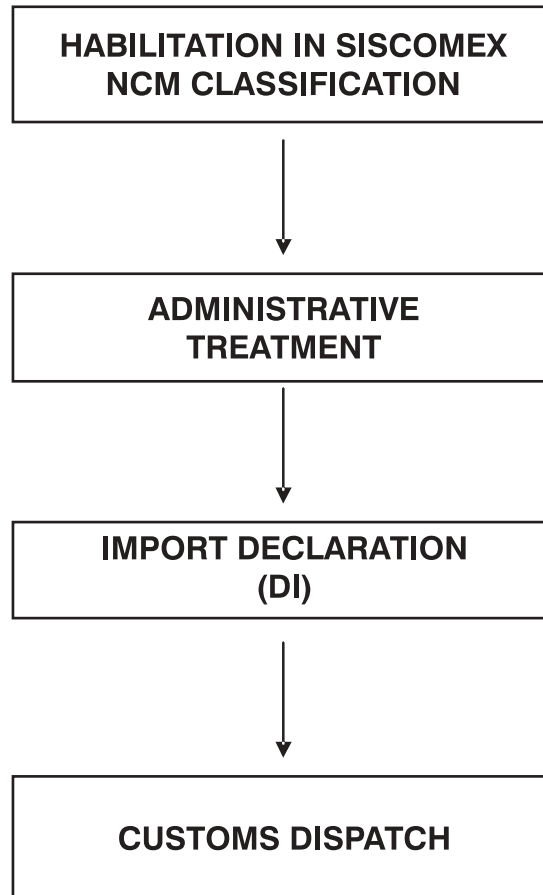 HABILITATION IN SISCOMEX
NCM CLASSIFICATION
ADMINISTRATIVE
TREATMENT
IMPORT DECLARATION
(DI)
CUSTOMS DISPATCH